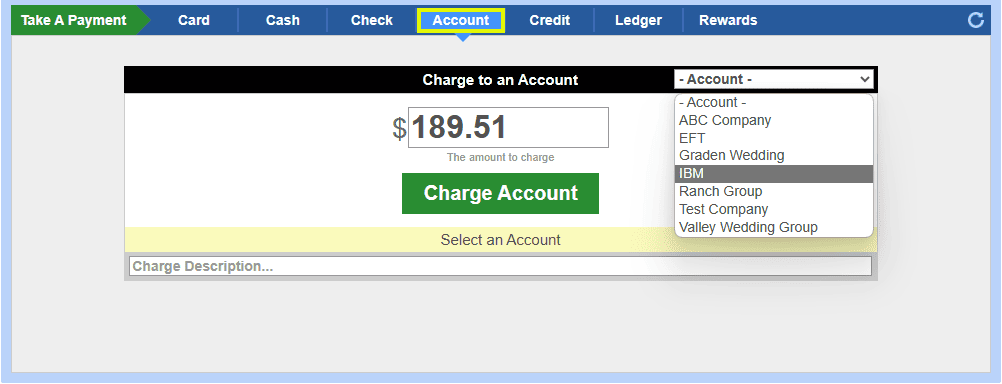 Take A Payment Card Cash Check Account Credit Ledger Rewards
Charge to an Account - Account -
- Account -
$189.51
ABC Company
EFT
The amount to charge
Graden Wedding
IBM
Charge Account
Ranch Group
Test Company
Valley Wedding Group
Select an Account
Charge Description...